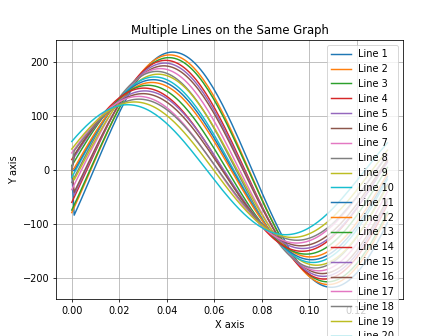 Multiple Lines on the Same Graph
Y axis
200
100
0
−100
−200
0.00
0.02
0.04
0.06
0.08
0.10
X axis
Line 1
Line 2
Line 3
Line 4
Line 5
Line 6
Line 7
Line 8
Line 9
Line 10
Line 11
Line 12
Line 13
Line 14
Line 15
Line 16
Line 17
Line 18
Line 19
Line 20